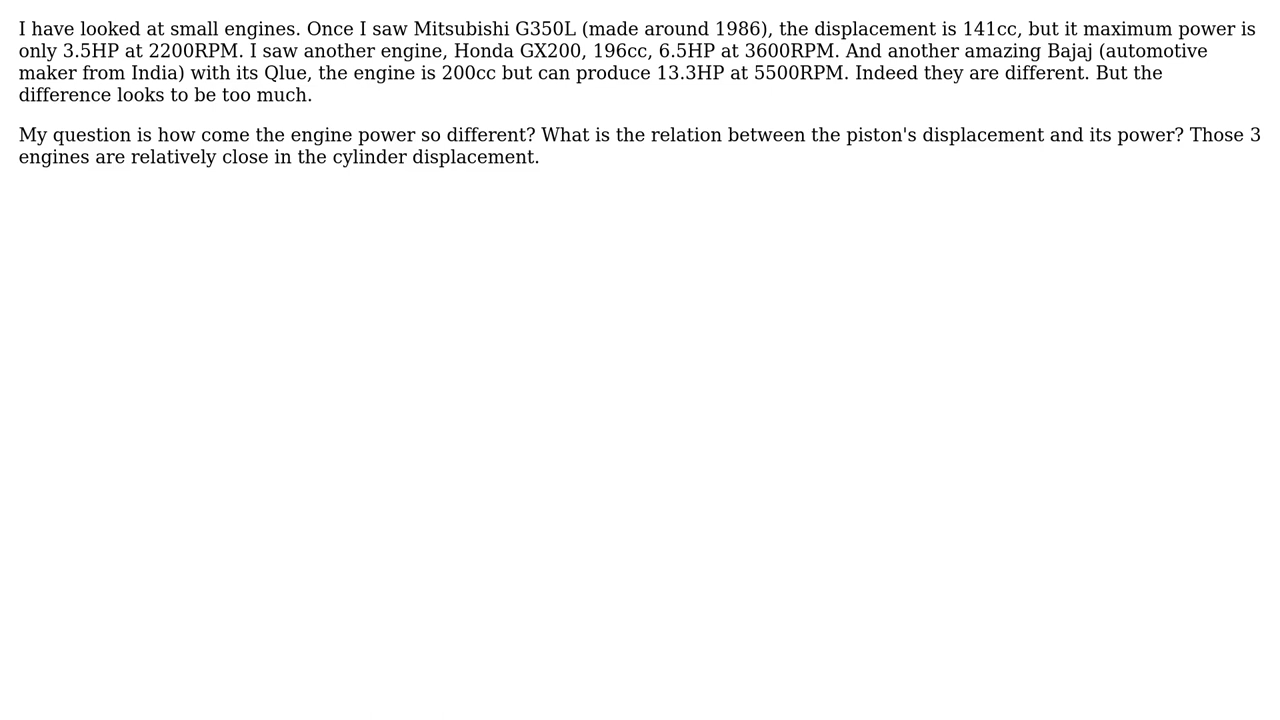 I have looked at small engines. Once I saw Mitsubishi G350L (made around 1986), the displacement is 141cc, but it maximum power is
only 3.5HP at 2200RPM. I saw another engine, Honda GX200, 196cc, 6.5HP at 3600RPM. And another amazing Bajaj (automotive
maker from India) with its Qlue, the engine is 200cc but can produce 13.3HP at 5500RPM. Indeed they are different. But the
difference looks to be too much.
My question is how come the engine power so different? What is the relation between the piston's displacement and its power? Those 3
engines are relatively close in the cylinder displacement.